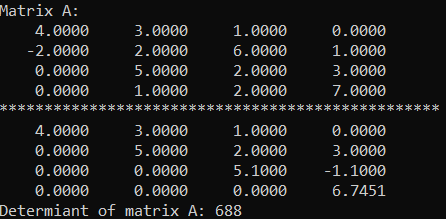 Matrix A:
4.0000 3.0000 1.0000 0.0000
-2.0000 2.0000 6.0000 1.0000
0.0000 5.0000 2.0000 3.0000
0.0000 1.0000 2.0000 7.0000
*************************************************
4.0000 3.0000 1.0000 0.0000
0.0000 5.0000 2.0000 3.0000
0.0000 0.0000 5.1000 -1.1000
0.0000 0.0000 0.0000 6.7451
Determiant of matrix A: 688